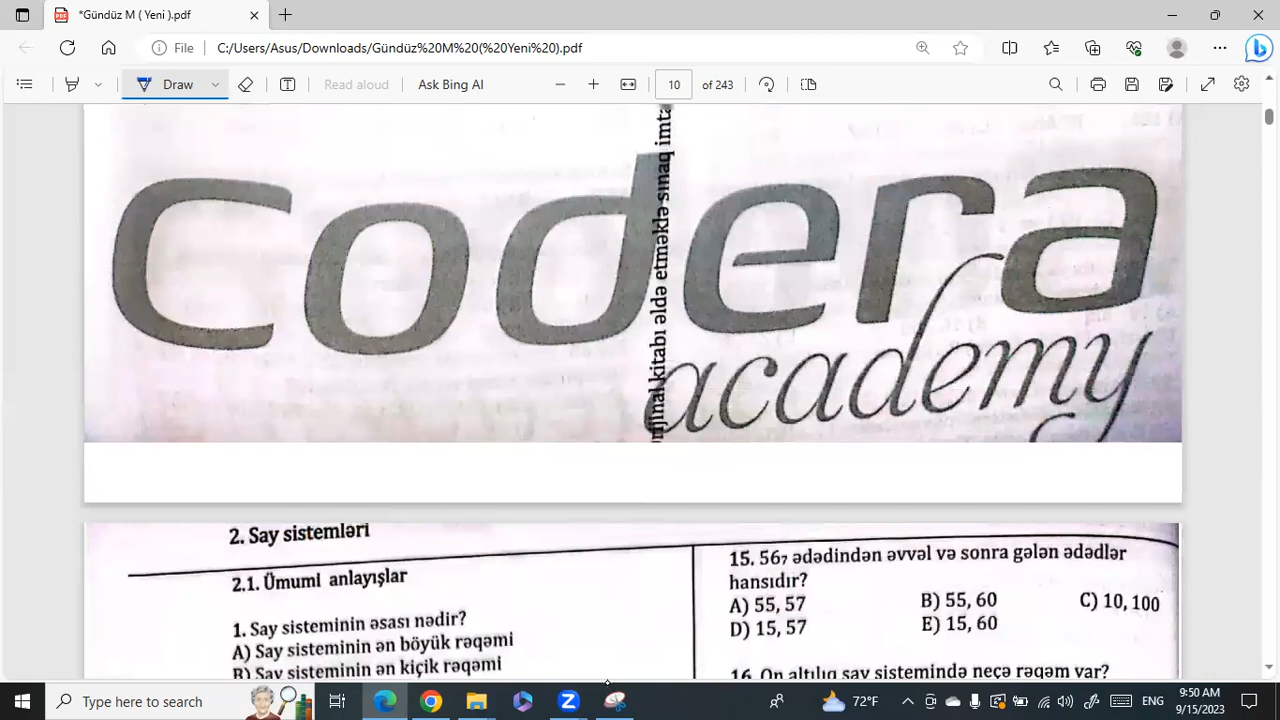 *Gündüz M ( Yeni ).pdf
File
C:/Users/Asus/Downloads/Gündüz%20M%20(%20Yeni%20).pdf
Draw
Read aloud
Ask Bing AI
10
of 243
codera
academy
kitabı əldə etməklə sınaq
2. Say sistemləri
2.1. Ümumi anlayışlar
1. Say sisteminin əsası nədir?
A) Say sisteminin ən böyük rəqəmi
B) Say sisteminin ən kiçik rəqəmi
15. 56₇ ədədindən əvvəl və sonra gələn ədədlər
hansıdır?
A) 55, 57 B) 55, 60 C) 10, 100
D) 15, 57 E) 15, 60
16. On altılıq say sistemində neçə rəqəm var?
Type here to search
72°F
ENG
9:50 AM
9/15/2023